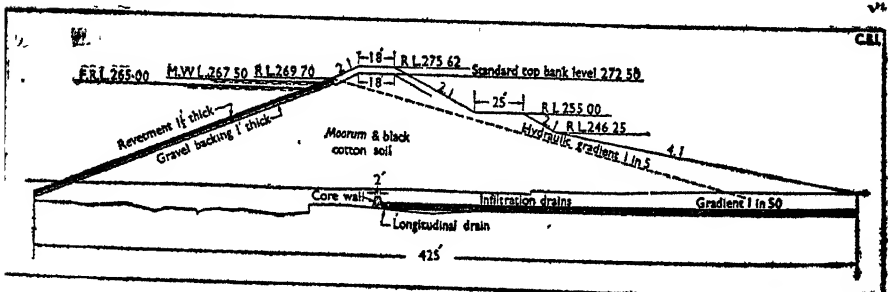 C.B.I.
F.R.L.265·00 M.W L.267 50 R.L.269 70 2.1 18' R L.275 62
18' Standard top bank level 272 50
2.1 25' R L 255 00
2.1 R L 246 25
Revetment 1½' thick
Gravel backing 1' thick
Moorum & black
cotton soil
Hydraulic gradient 1 in 5
4.1
2'
Core wall Infiltration drains Gradient 1 in 50
Longitudinal drain
425'